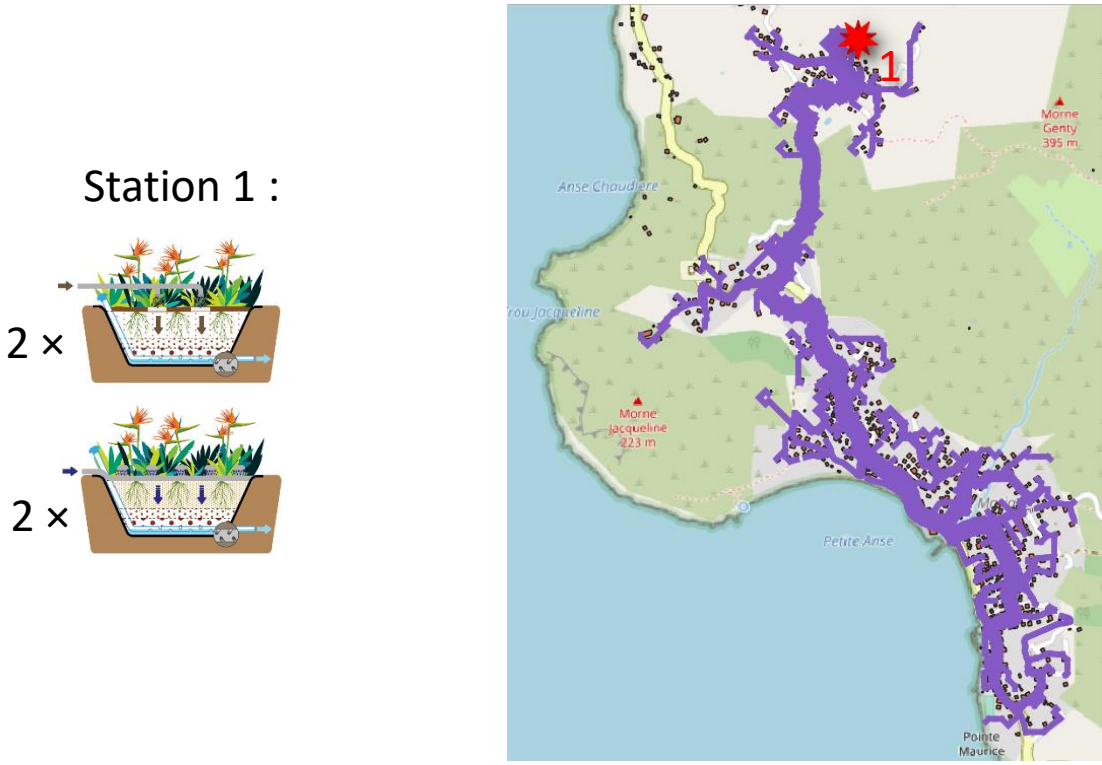 Station 1 :
2 ×
2 ×
1
Morne
Genty
395 m
Anse Chaudière
Trou Jacqueline
Morne
Jacqueline
223 m
Petite Anse
Pointe
Maurice